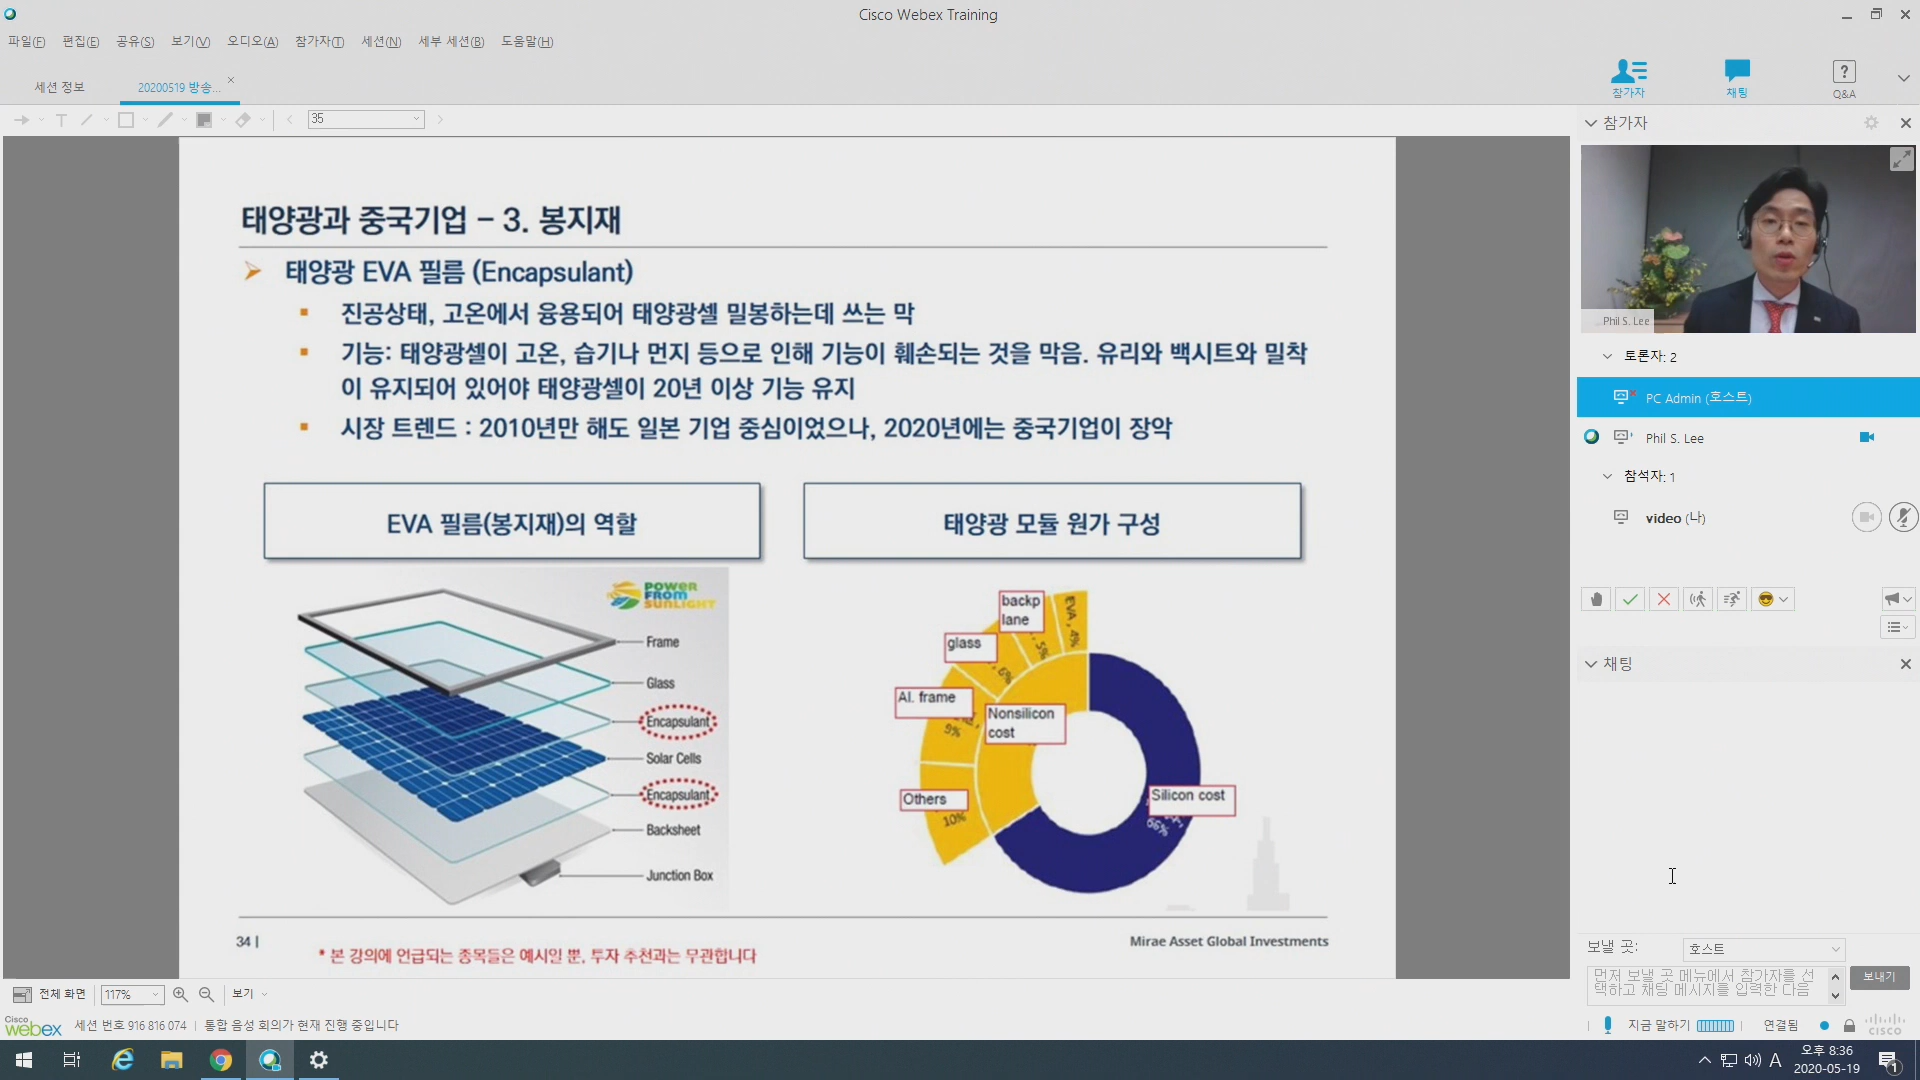 Cisco Webex Training
파일(F) 편집(E) 공유(S) 보기(V) 오디오(A) 참가자(T) 세션(N) 세부 세션(B) 도움말(H)
세션 정보
20200519 방송...
참가자
채팅
Q&A
35
참가자
Phil S. Lee
토론자: 2
PC Admin (호스트)
Phil S. Lee
참석자: 1
video (나)
채팅
보낼 곳:
호스트
먼저 보낼 곳 메뉴에서 참가자를 선
택하고 채팅 메시지를 입력한 다음
보내기
태양광과 중국기업 – 3. 봉지재
태양광 EVA 필름 (Encapsulant)
진공상태, 고온에서 융용되어 태양광셀 밀봉하는데 쓰는 막
기능: 태양광셀이 고온, 습기나 먼지 등으로 인해 기능이 훼손되는 것을 막음. 유리와 백시트와 밀착
이 유지되어 있어야 태양광셀이 20년 이상 기능 유지
시장 트렌드 : 2010년만 해도 일본 기업 중심이었으나, 2020년에는 중국기업이 장악
EVA 필름(봉지재)의 역할
POWER
FROM
SUNLIGHT
Frame
Glass
Encapsulant
Solar Cells
Encapsulant
Backsheet
Junction Box
태양광 모듈 원가 구성
backp
lane
EVA, 4%
, 5%
glass
, 6%
Al. frame
9%
Nonsilicon
cost
Others
10%
Silicon cost
66%
34 |
* 본 강의에 언급되는 종목들은 예시일 뿐, 투자 추천과는 무관합니다
Mirae Asset Global Investments
전체 화면
117%
보기
Cisco
webex
세션 번호 916 816 074 | 통합 음성 회의가 현재 진행 중입니다
지금 말하기
연결됨
cisco
A
오후 8:36
2020-05-19
1